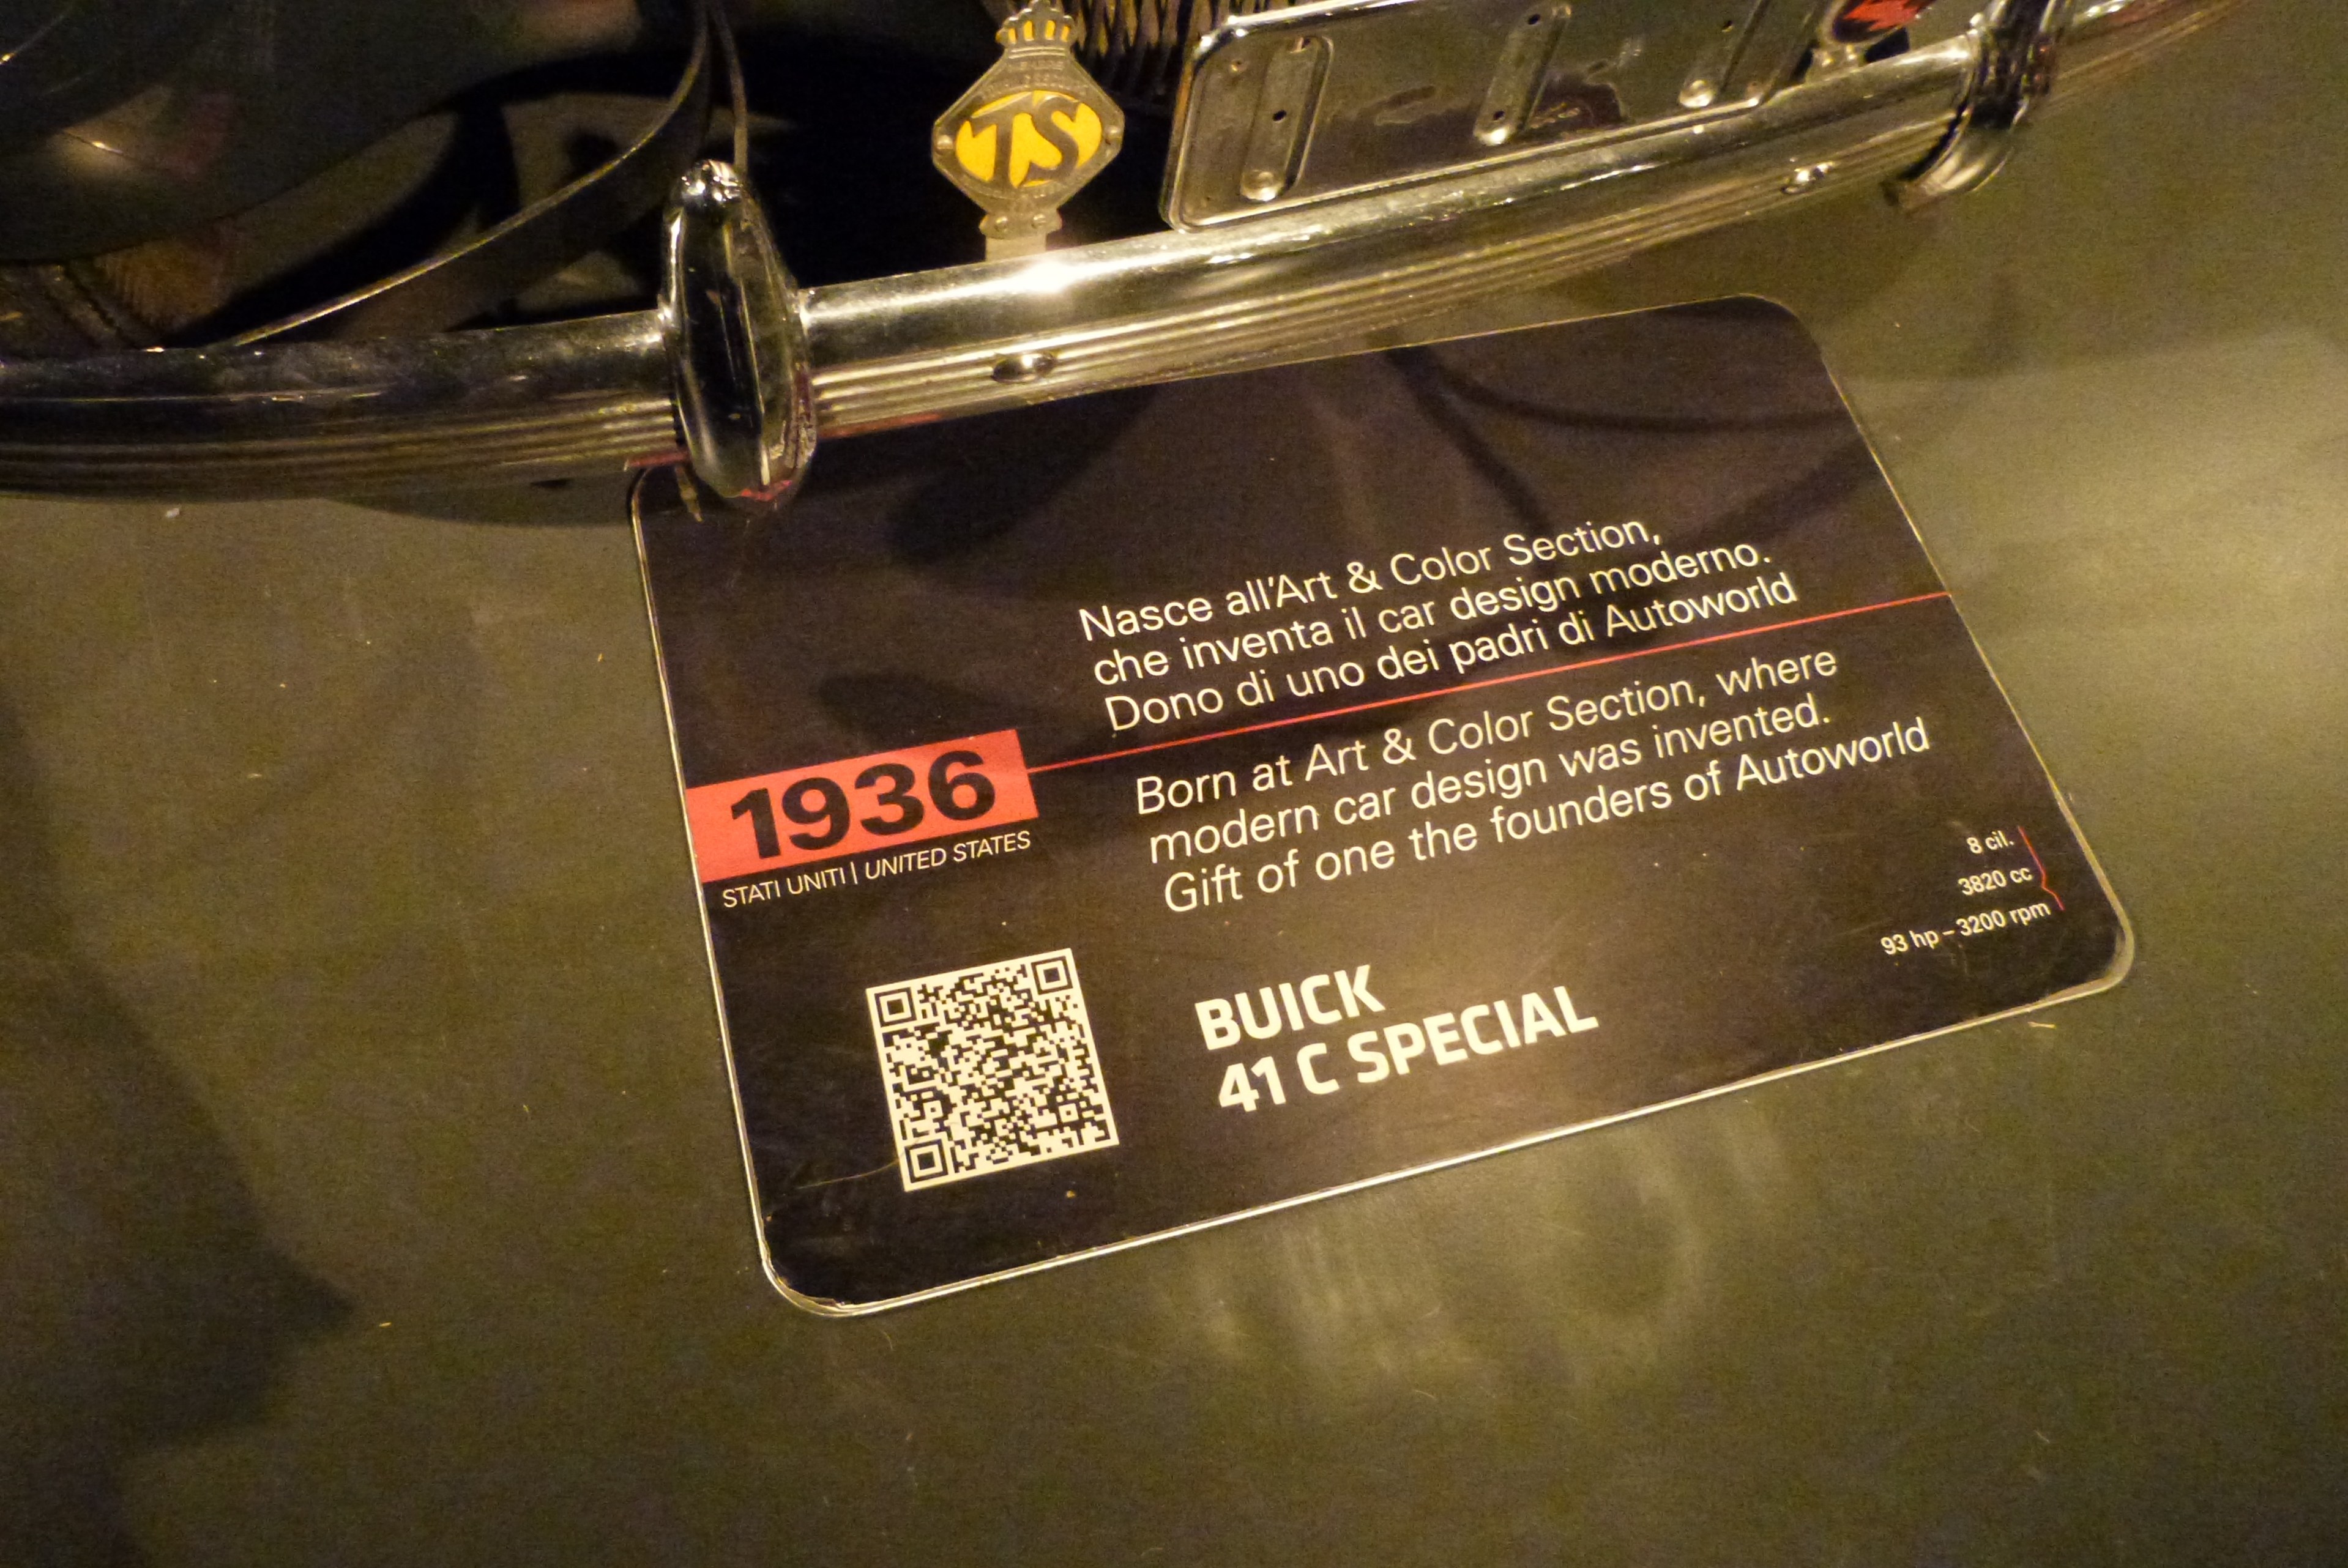 TS
Nasce all'Art & Color Section,
che inventa il car design moderno.
Dono di uno dei padri di Autoworld
1936
STATI UNITI | UNITED STATES
Born at Art & Color Section, where
modern car design was invented.
Gift of one the founders of Autoworld
8 cil.
3820 cc
93 hp – 3200 rpm
BUICK
41 C SPECIAL